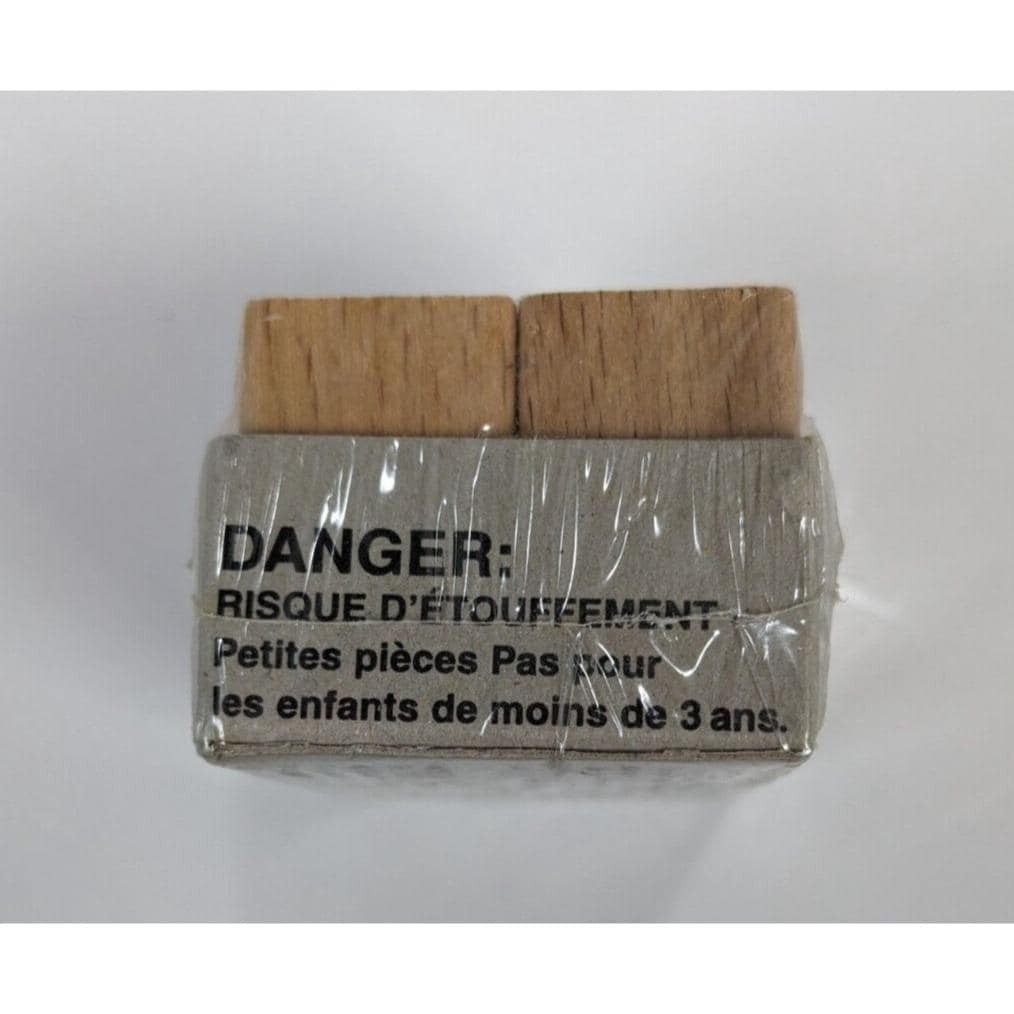 DANGER:
RISQUE D'ÉTOUFFEMENT -
Petites pièces Pas pour
les enfants de moins de 3 ans.